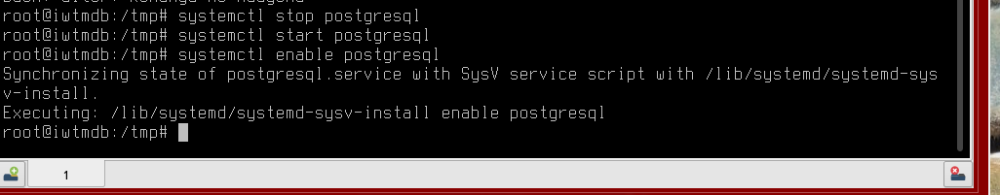 root@iwtmdb:/tmp# systemctl stop postgresql
root@iwtmdb:/tmp# systemctl start postgresql
root@iwtmdb:/tmp# systemctl enable postgresql
Synchronizing state of postgresql.service with SysV service script with /lib/systemd/systemd-sys
v-install.
Executing: /lib/systemd/systemd-sysv-install enable postgresql
root@iwtmdb:/tmp#
1